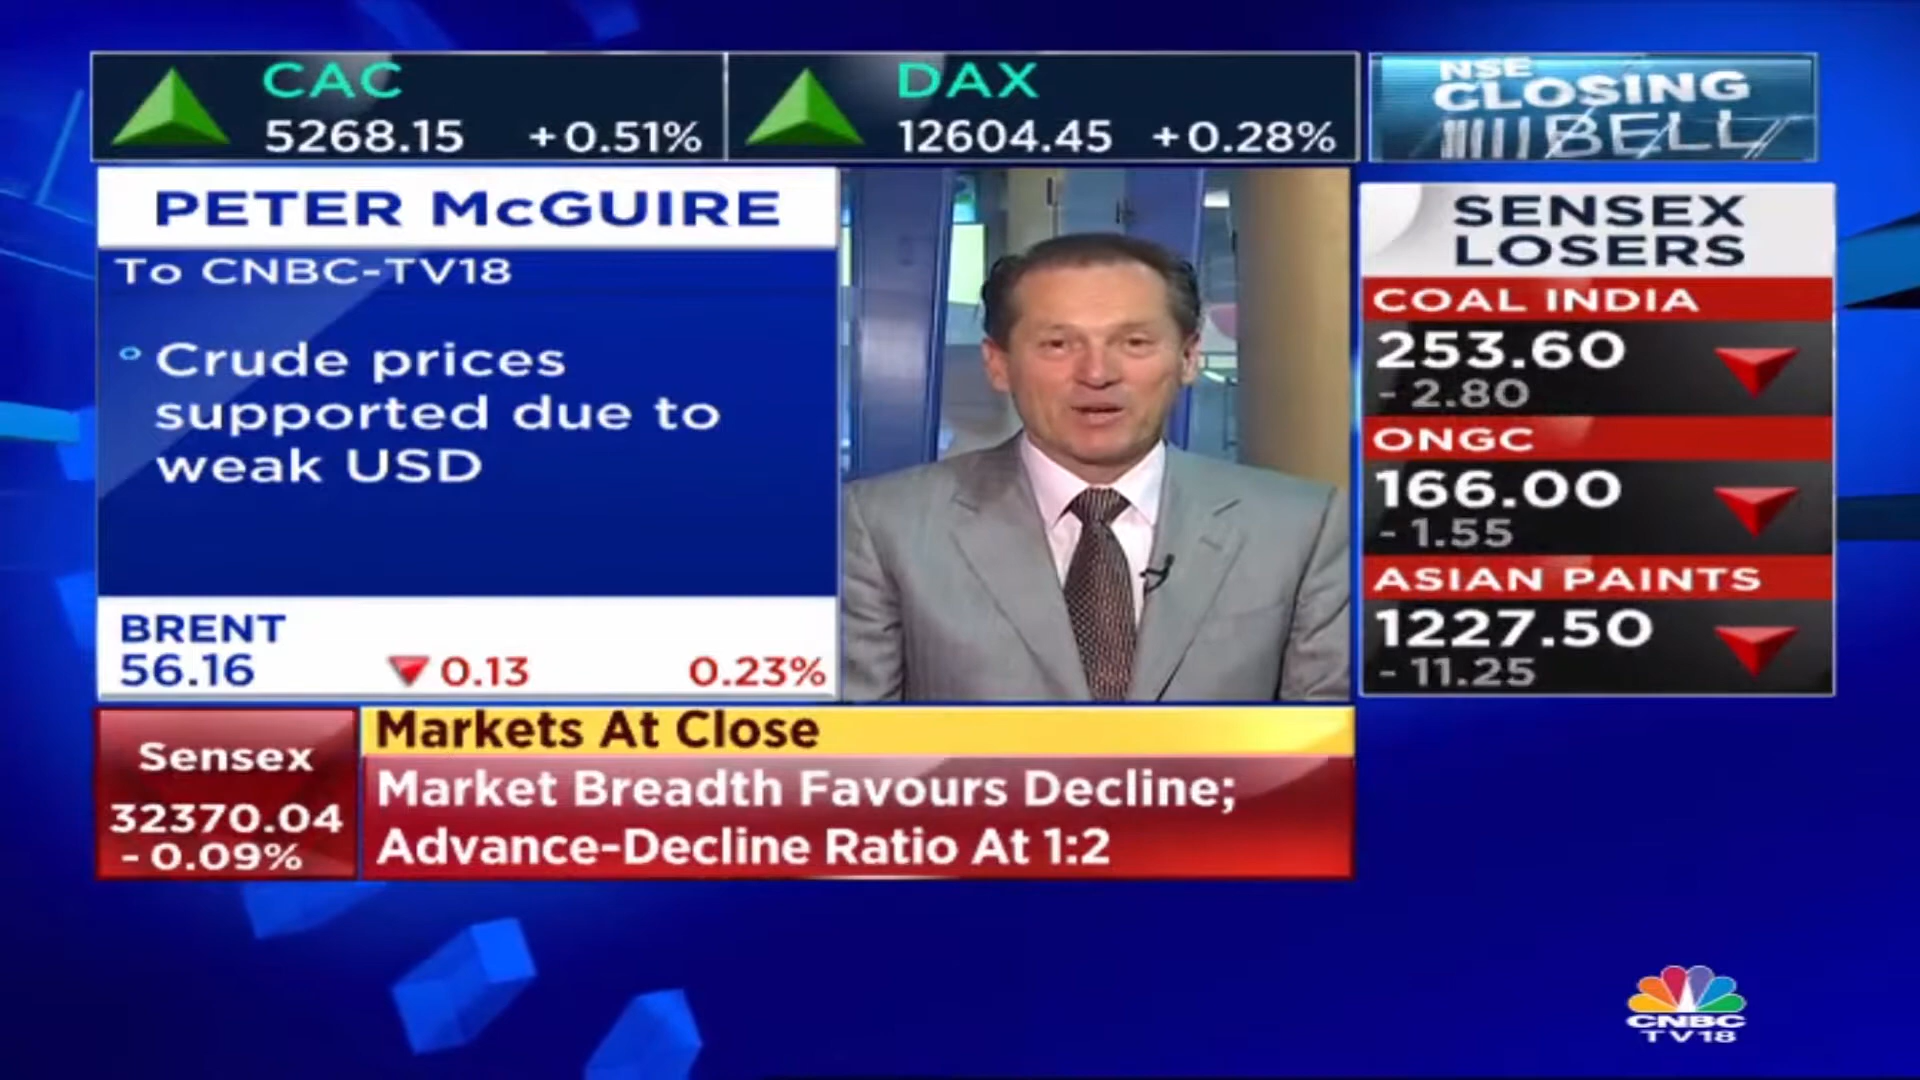 CAC
5268.15 +0.51%
DAX
12604.45 +0.28%
NSE
CLOSING
BELL
PETER McGUIRE
To CNBC-TV18
Crude prices
supported due to
weak USD
BRENT
56.16 0.13 0.23%
SENSEX
LOSERS
COAL INDIA
253.60
- 2.80
ONGC
166.00
- 1.55
ASIAN PAINTS
1227.50
- 11.25
Sensex
32370.04
- 0.09%
Markets At Close
Market Breadth Favours Decline;
Advance-Decline Ratio At 1:2
CNBC
TV18